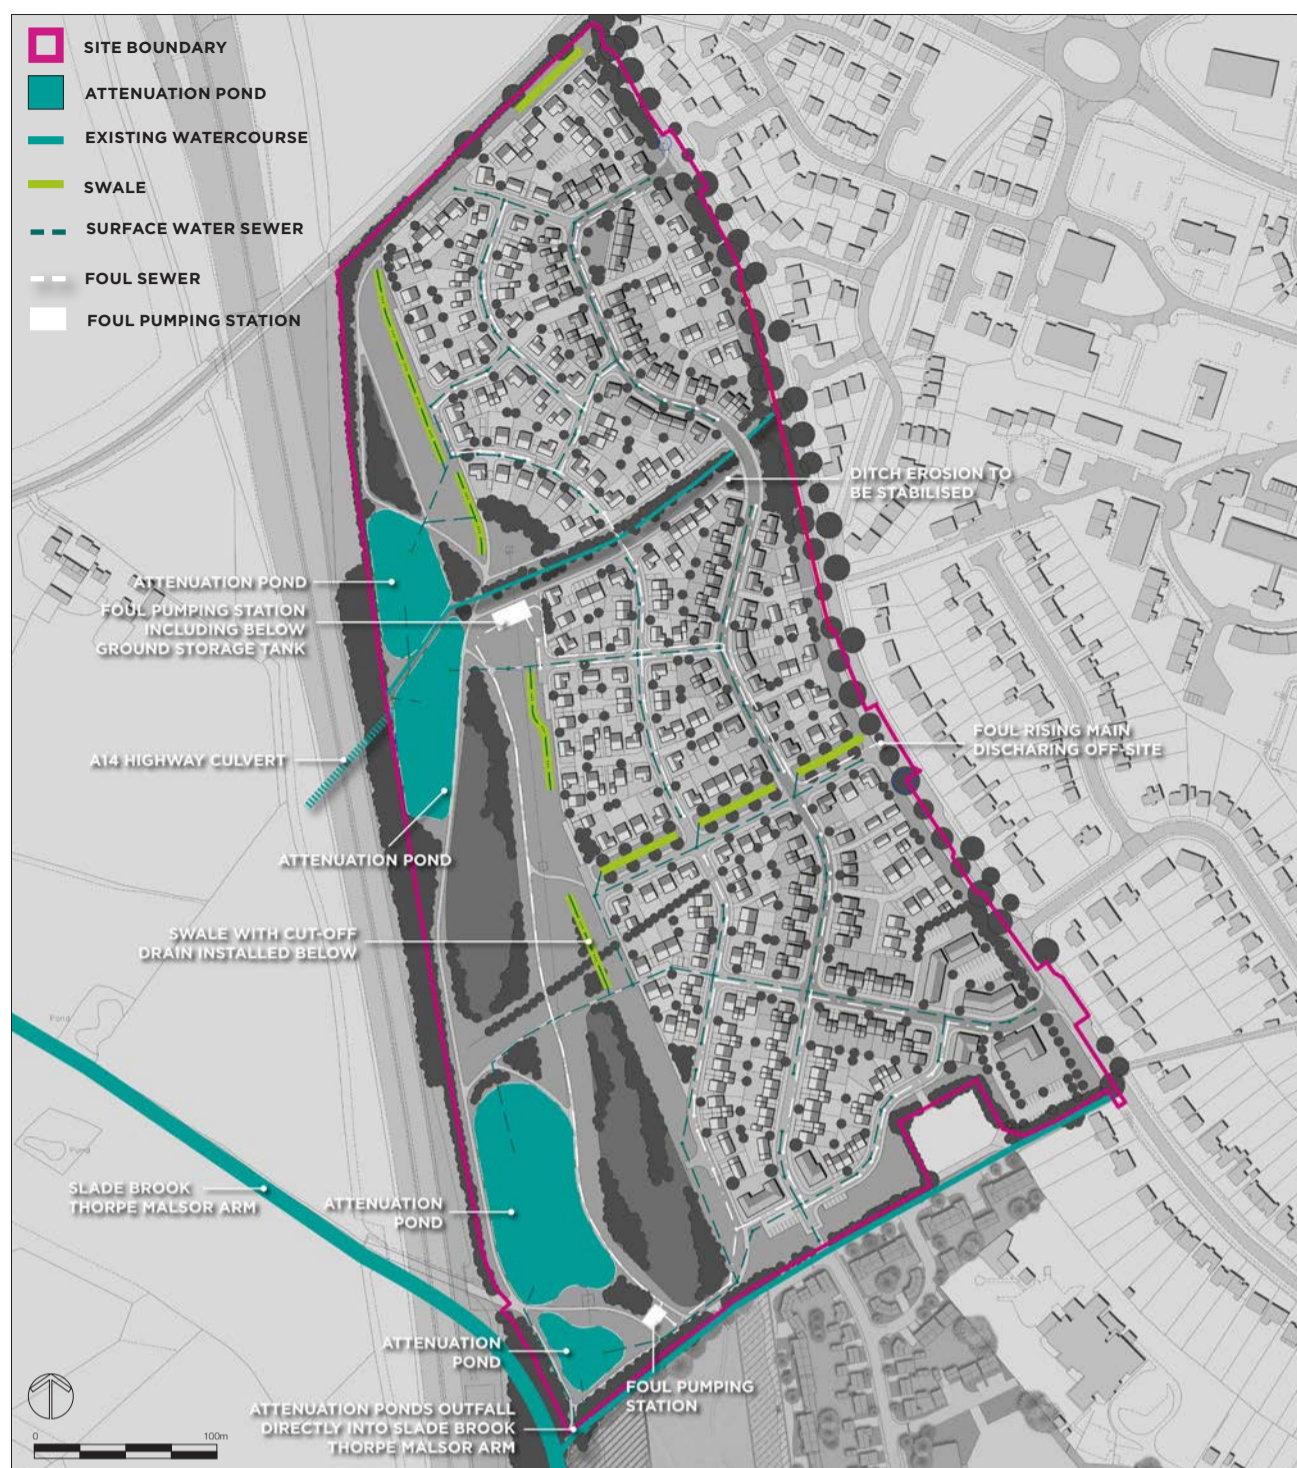 SITE BOUNDARY
ATTENUATION POND
EXISTING WATERCOURSE
SWALE
SURFACE WATER SEWER
FOUL SEWER
FOUL PUMPING STATION
DITCH EROSION TO
BE STABILISED
ATTENUATION POND
FOUL PUMPING STATION
INCLUDING BELOW
GROUND STORAGE TANK
FOUL RISING MAIN
DISCHARING OFF-SITE
A14 HIGHWAY CULVERT
ATTENUATION POND
SWALE WITH CUT-OFF
DRAIN INSTALLED BELOW
Pond
Pond
SLADE BROOK
THORPE MALSOR ARM
ATTENUATION
POND
ATTENUATION
POND
FOUL PUMPING
STATION
ATTENUATION PONDS OUTFALL
DIRECTLY INTO SLADE BROOK
THORPE MALSOR ARM
0 100m